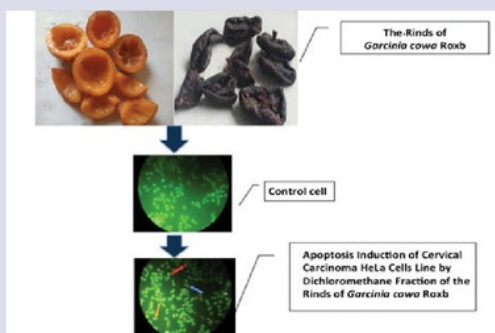 The-Rinds of
Garcinia cowa Roxb
Control cell
Apoptosis Induction of Cervical
Carcinoma HeLa Cells Line by
Dichloromethane Fraction of the
Rinds of Garcinia cowa Roxb